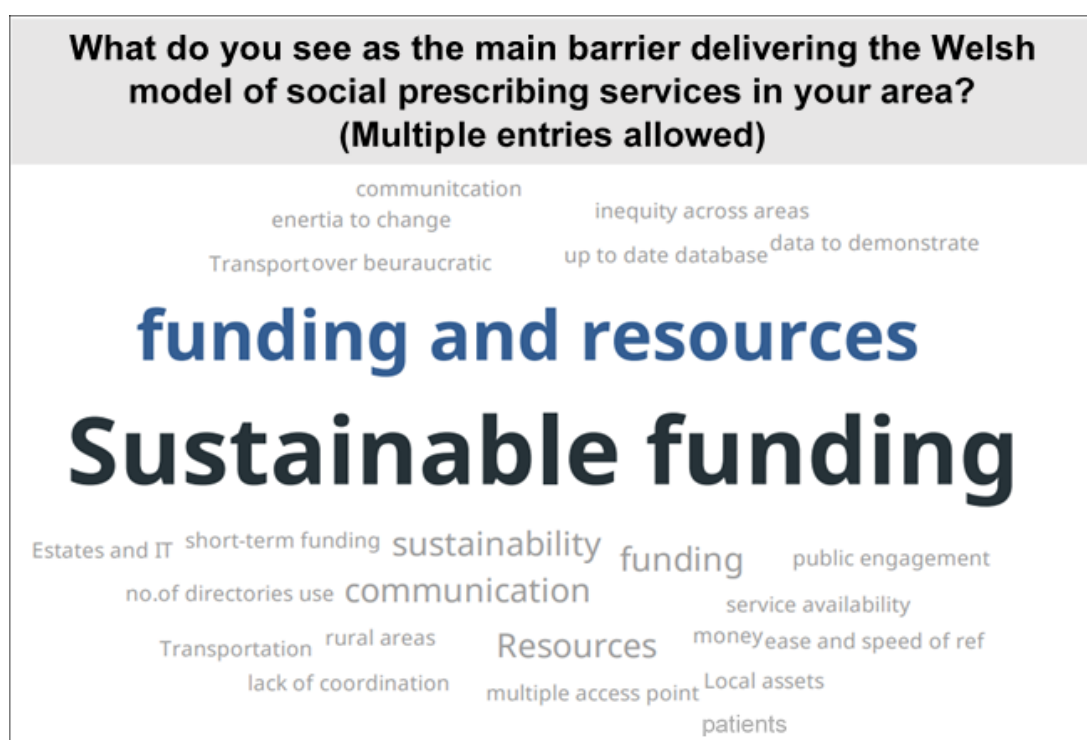 What do you see as the main barrier delivering the Welsh
model of social prescribing services in your area?
(Multiple entries allowed)
communitcation
enertia to change
inequity across areas
Transport
over beuraucratic
up to date database
data to demonstrate
funding and resources
Sustainable funding
Estates and IT
short-term funding
sustainability
funding
public engagement
no.of directories use
communication
service availability
Transportation
rural areas
Resources
money
ease and speed of ref
lack of coordination
multiple access point
Local assets
patients